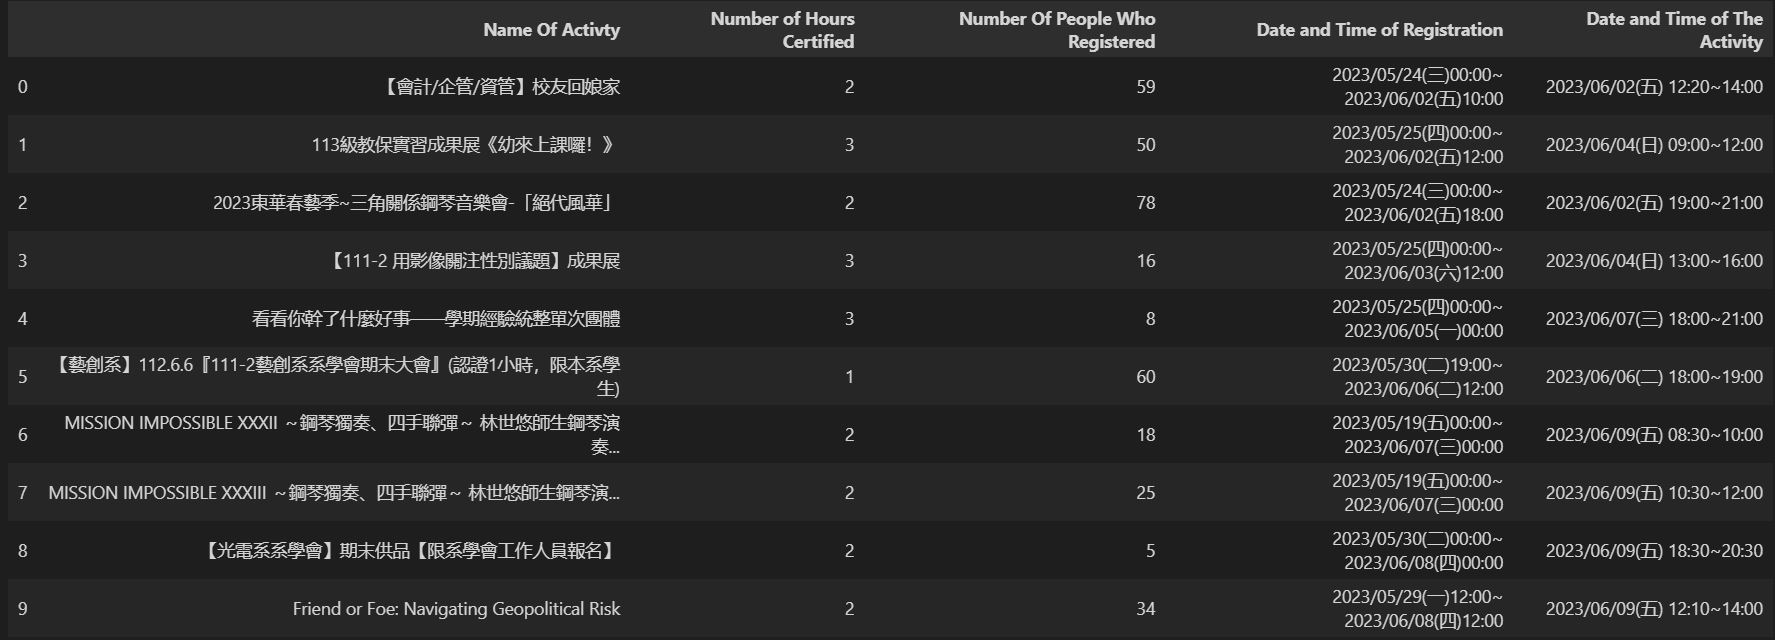 Name Of Activty Number of Hours Certified Number Of People Who Registered Date and Time of Registration Date and Time of The Activity
0 【會計/企管/資管】校友回娘家 2 59 2023/05/24(三)00:00~ 2023/06/02(五)10:00 2023/06/02(五) 12:20~14:00
1 113級教保實習成果展《幼來上課囉！》 3 50 2023/05/25(四)00:00~ 2023/06/02(五)12:00 2023/06/04(日) 09:00~12:00
2 2023東華春藝季~三角關係鋼琴音樂會-「絕代風華」 2 78 2023/05/24(三)00:00~ 2023/06/02(五)18:00 2023/06/02(五) 19:00~21:00
3 【111-2 用影像關注性別議題】成果展 3 16 2023/05/25(四)00:00~ 2023/06/03(六)12:00 2023/06/04(日) 13:00~16:00
4 看看你幹了什麼好事——學期經驗統整單次團體 3 8 2023/05/25(四)00:00~ 2023/06/05(一)00:00 2023/06/07(三) 18:00~21:00
5 【藝創系】112.6.6『111-2藝創系系學會期末大會』(認證1小時，限本系學生) 1 60 2023/05/30(二)19:00~ 2023/06/06(二)12:00 2023/06/06(二) 18:00~19:00
6 MISSION IMPOSSIBLE XXXII ～鋼琴獨奏、四手聯彈～ 林世悠師生鋼琴演奏... 2 18 2023/05/19(五)00:00~ 2023/06/07(三)00:00 2023/06/09(五) 08:30~10:00
7 MISSION IMPOSSIBLE XXXIII ～鋼琴獨奏、四手聯彈～ 林世悠師生鋼琴演... 2 25 2023/05/19(五)00:00~ 2023/06/07(三)00:00 2023/06/09(五) 10:30~12:00
8 【光電系系學會】期末供品【限系學會工作人員報名】 2 5 2023/05/30(二)00:00~ 2023/06/08(四)00:00 2023/06/09(五) 18:30~20:30
9 Friend or Foe: Navigating Geopolitical Risk 2 34 2023/05/29(一)12:00~ 2023/06/08(四)12:00 2023/06/09(五) 12:10~14:00